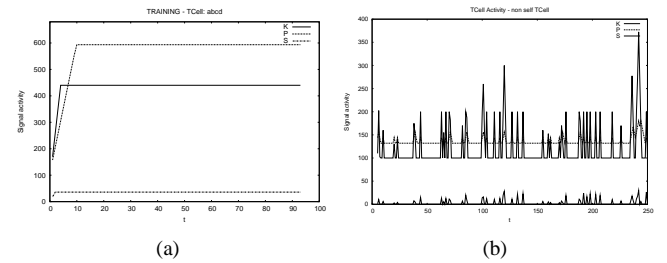 TRAINING - TCell: abcd
K
P
S
Signal activity
600
500
400
300
200
100
0
0 10 20 30 40 50 60 70 80 90 100
t
(a)
TCell Activity - non self TCell
K
P
S
Signal activity
400
350
300
250
200
150
100
50
0
0 50 100 150 200 250
t
(b)